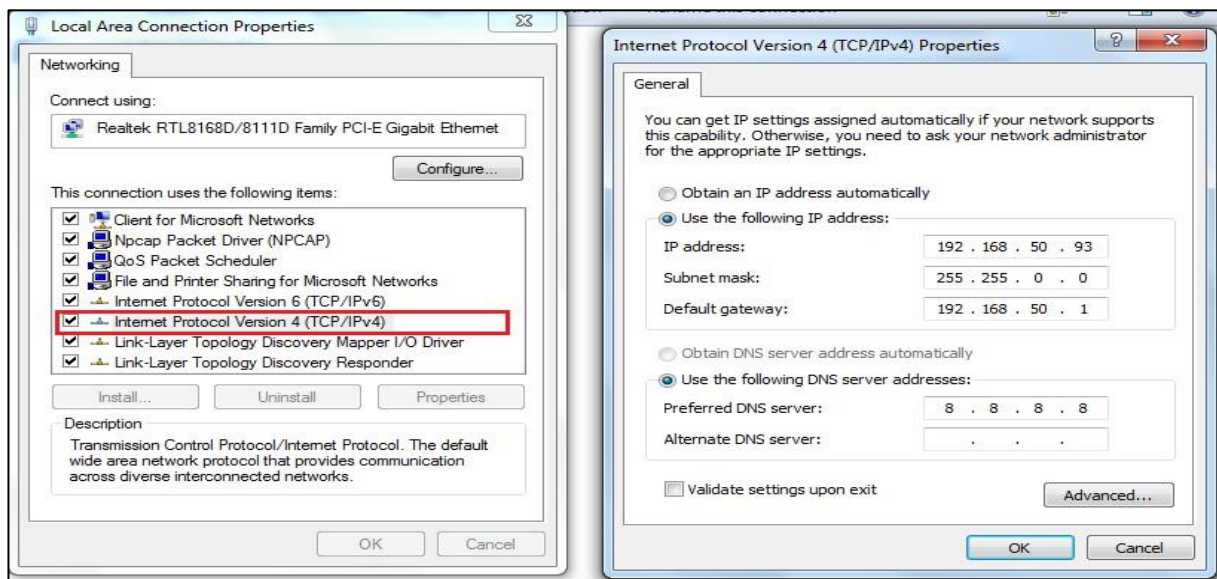 Local Area Connection Properties
Networking
Connect using:
Realtek RTL8168D/8111D Family PCI-E Gigabit Ethernet
Configure...
This connection uses the following items:
Client for Microsoft Networks
Npcap Packet Driver (NPCAP)
QoS Packet Scheduler
File and Printer Sharing for Microsoft Networks
Internet Protocol Version 6 (TCP/IPv6)
Internet Protocol Version 4 (TCP/IPv4)
Link-Layer Topology Discovery Mapper I/O Driver
Link-Layer Topology Discovery Responder
Install... Uninstall Properties
Description
Transmission Control Protocol/Internet Protocol. The default
wide area network protocol that provides communication
across diverse interconnected networks.
OK Cancel
Internet Protocol Version 4 (TCP/IPv4) Properties
General
You can get IP settings assigned automatically if your network supports
this capability. Otherwise, you need to ask your network administrator
for the appropriate IP settings.
Obtain an IP address automatically
Use the following IP address:
IP address: 192 . 168 . 50 . 93
Subnet mask: 255 . 255 . 0 . 0
Default gateway: 192 . 168 . 50 . 1
Obtain DNS server address automatically
Use the following DNS server addresses:
Preferred DNS server: 8 . 8 . 8 . 8
Alternate DNS server: . . .
Validate settings upon exit
Advanced...
OK Cancel